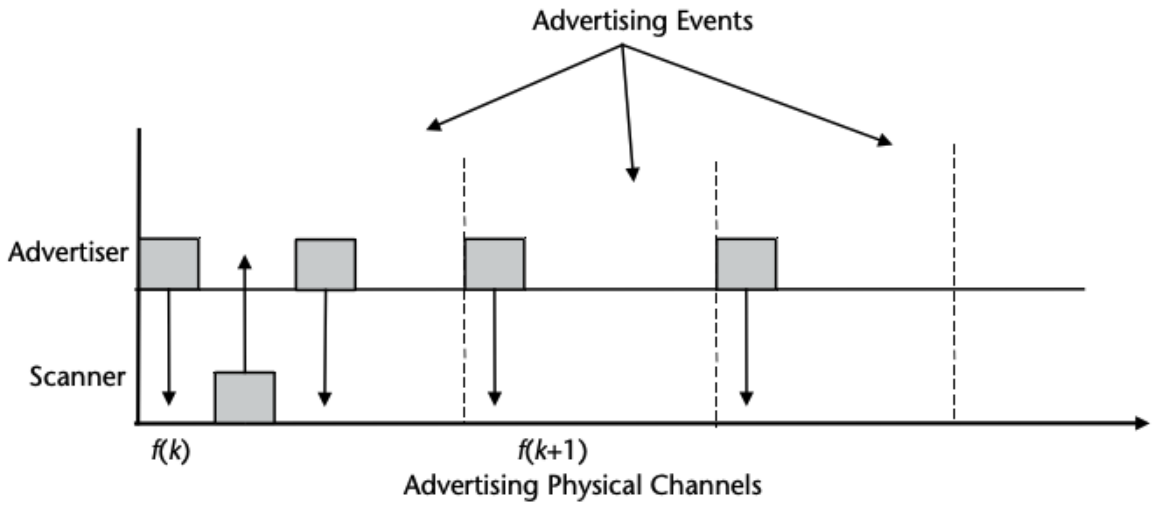 Advertising Events
Advertiser
Scanner
f(k)
f(k+1)
Advertising Physical Channels